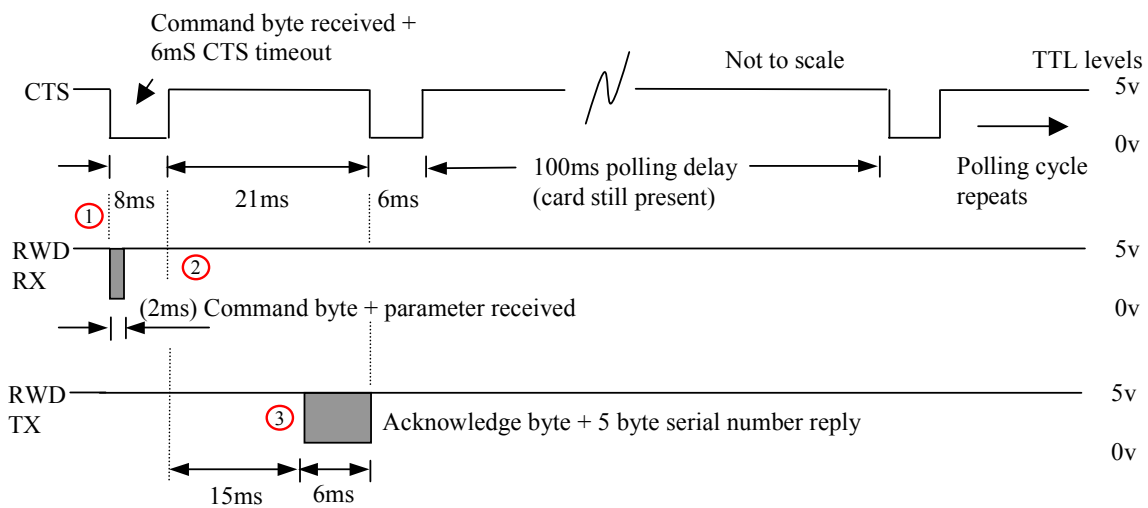 Command byte received +
6mS CTS timeout
Not to scale
TTL levels
CTS
5v
0v
8ms
21ms
6ms
100ms polling delay
(card still present)
Polling cycle
repeats
1
RWD
RX
2
5v
0v
(2ms) Command byte + parameter received
RWD
TX
3
5v
0v
Acknowledge byte + 5 byte serial number reply
15ms
6ms